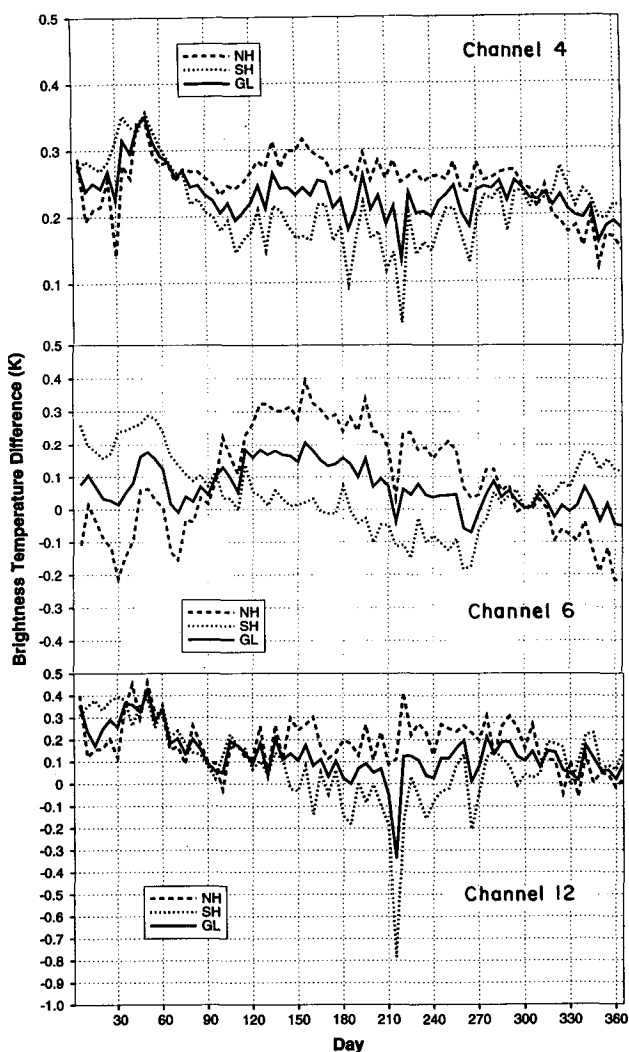 0.5
Channel 4
NH
SH
GL
0.4
0.3
0.2
0.1
Brightness Temperature Difference (K)
0.5
0.4
0.3
0.2
0.1
0
-0.1
-0.2
-0.3
-0.4
NH
SH
GL
Channel 6
0.5
0.4
0.3
0.2
0.1
0
-0.1
-0.2
-0.3
-0.4
-0.5
-0.6
-0.7
-0.8
-0.9
-1.0
NH
SH
GL
Channel 12
30 60 90 120 150 180 210 240 270 300 330 360
Day